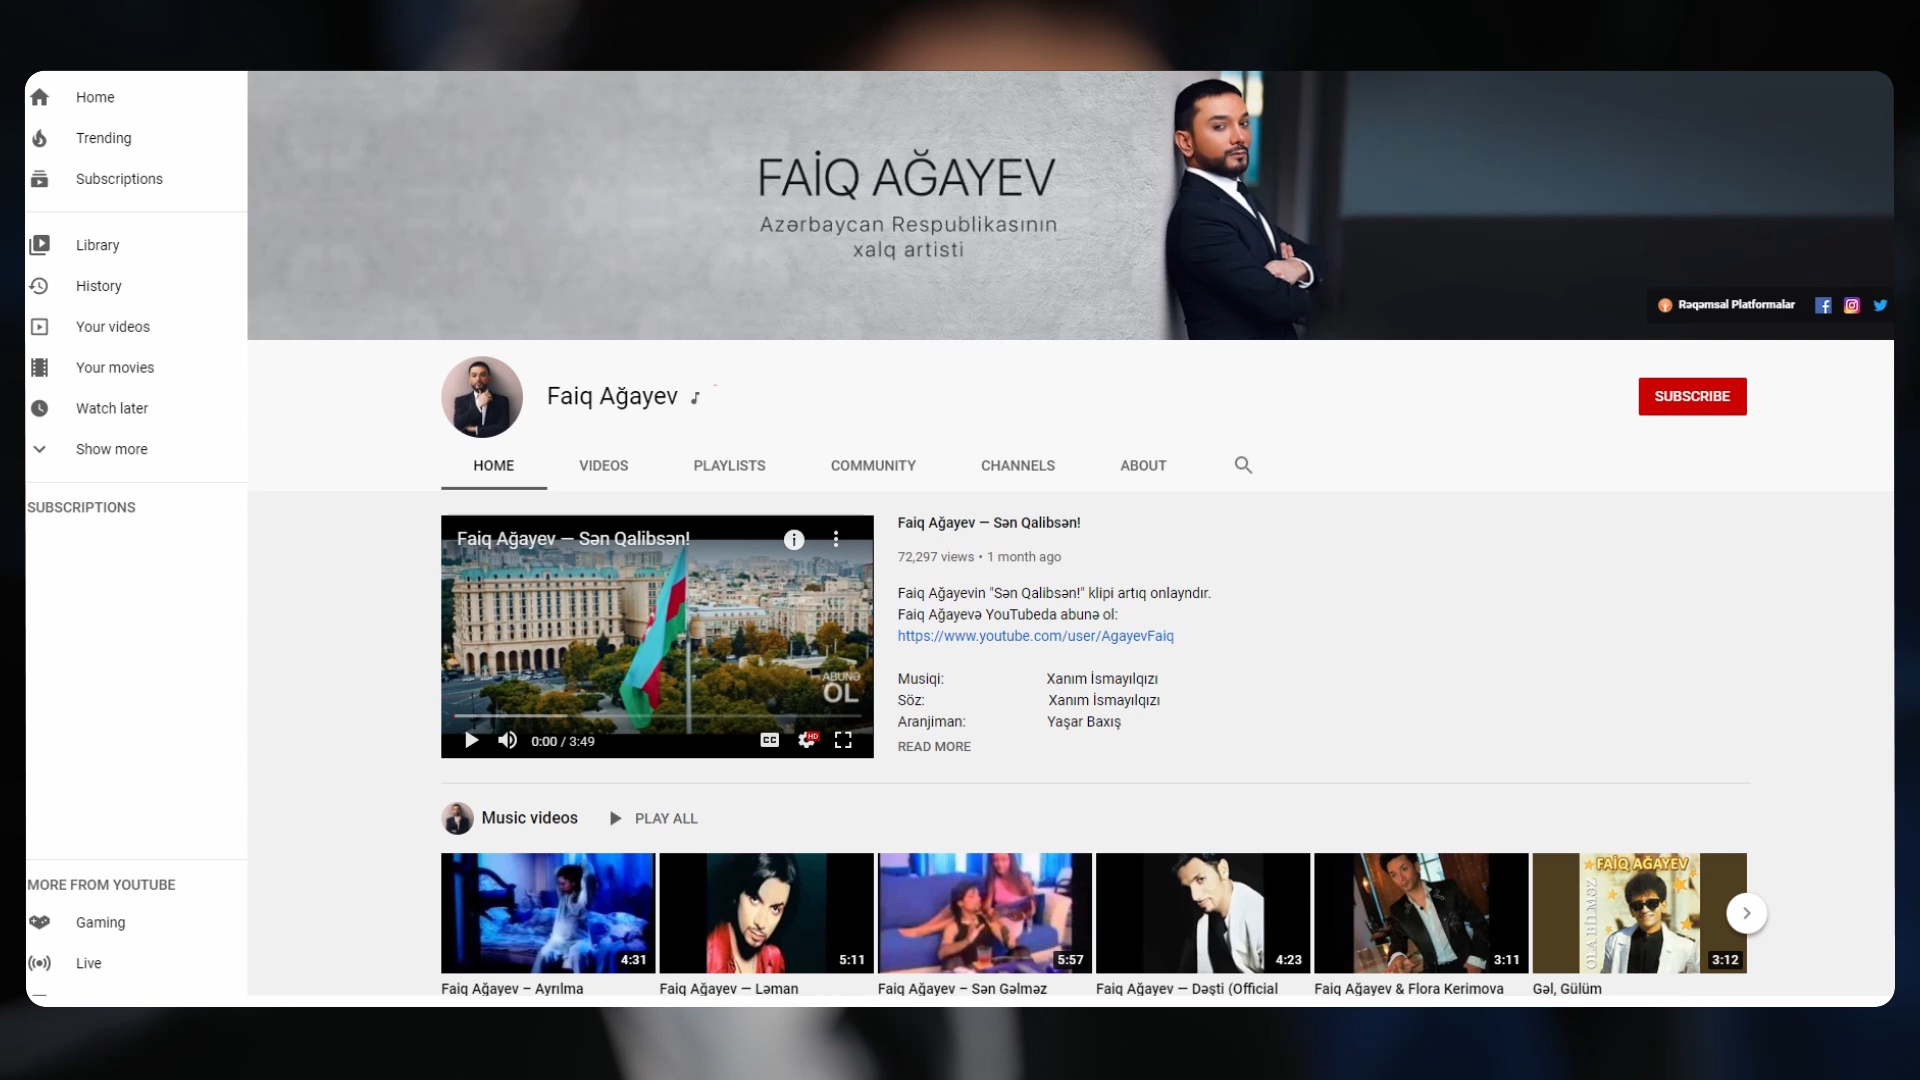 Home
Trending
Subscriptions
Library
History
Your videos
Your movies
Watch later
Show more
SUBSCRIPTIONS
MORE FROM YOUTUBE
Gaming
Live
FAİQ AĞAYEV
Azərbaycan Respublikasının
xalq artisti
Rəqəmsal Platformalar
Faiq Ağayev
SUBSCRIBE
HOME
VIDEOS
PLAYLISTS
COMMUNITY
CHANNELS
ABOUT
Faiq Ağayev — Sən Qalibsən!
ABUNƏ
OL
0:00 / 3:49
CC
HD
Faiq Ağayev — Sən Qalibsən!
72,297 views • 1 month ago
Faiq Ağayevin "Sən Qalibsən!" klipi artıq onlayndır.
Faiq Ağayevə YouTubeda abunə ol:
https://www.youtube.com/user/AgayevFaiq
Musiqi: Xanım İsmayılqızı
Söz: Xanım İsmayılqızı
Aranjiman: Yaşar Baxış
READ MORE
Music videos
PLAY ALL
4:31
5:11
5:57
4:23
3:11
FAİQ AĞAYEV
OLA BİLMƏZ
3:12
Faiq Ağayev – Ayrılma
Faiq Ağayev — Ləman
Faiq Ağayev – Sən Gəlməz
Faiq Ağayev — Dəşti (Official
Faiq Ağayev & Flora Kerimova
Gəl, Gülüm